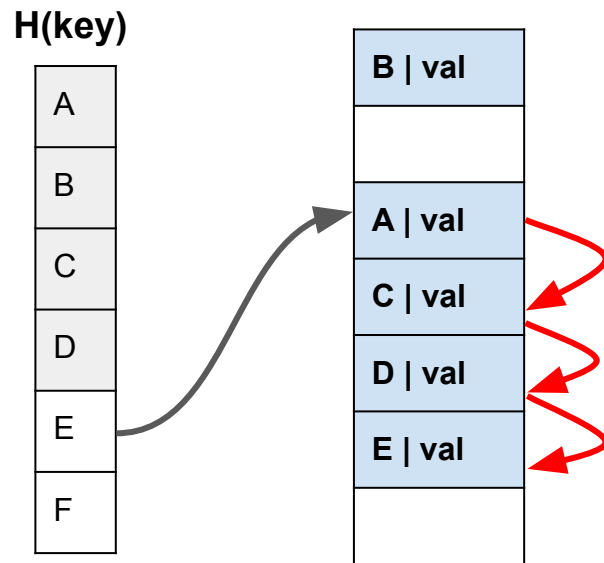 H(key)
A
B
C
D
E
F
B | val
A | val
C | val
D | val
E | val